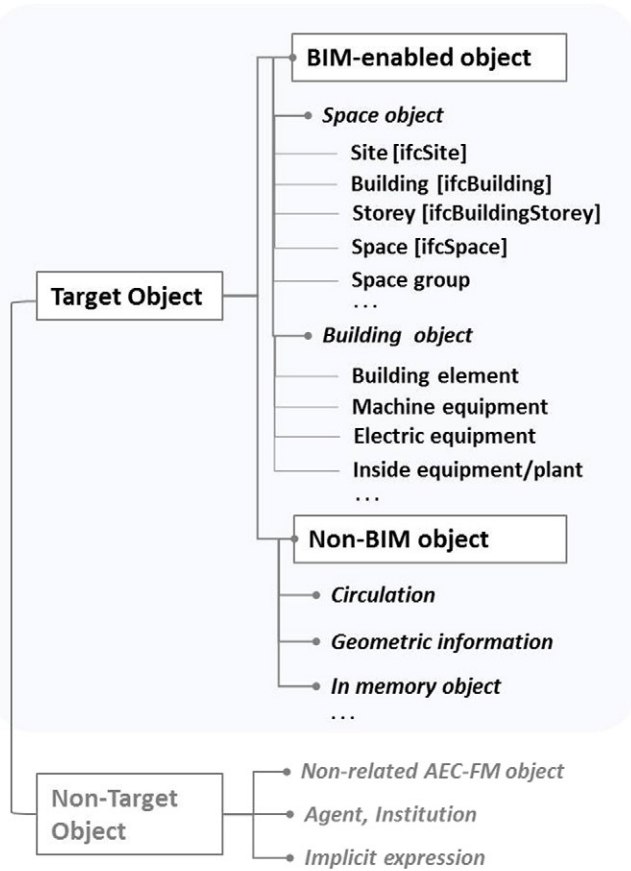 BIM-enabled object
Space object
Site [ifcSite]
Building [ifcBuilding]
Storey [ifcBuildingStorey]
Space [ifcSpace]
Space group
...
Target Object
Building object
Building element
Machine equipment
Electric equipment
Inside equipment/plant
...
Non-BIM object
Circulation
Geometric information
In memory object
...
Non-Target
Object
Non-related AEC-FM object
Agent, Institution
Implicit expression